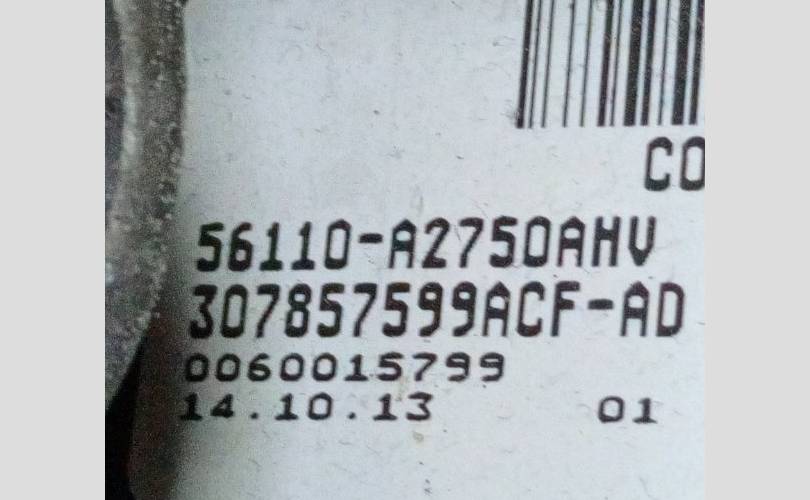 CO
56110-A2750AHV
307857599ACF-AD
0060015799
14.10.13 01